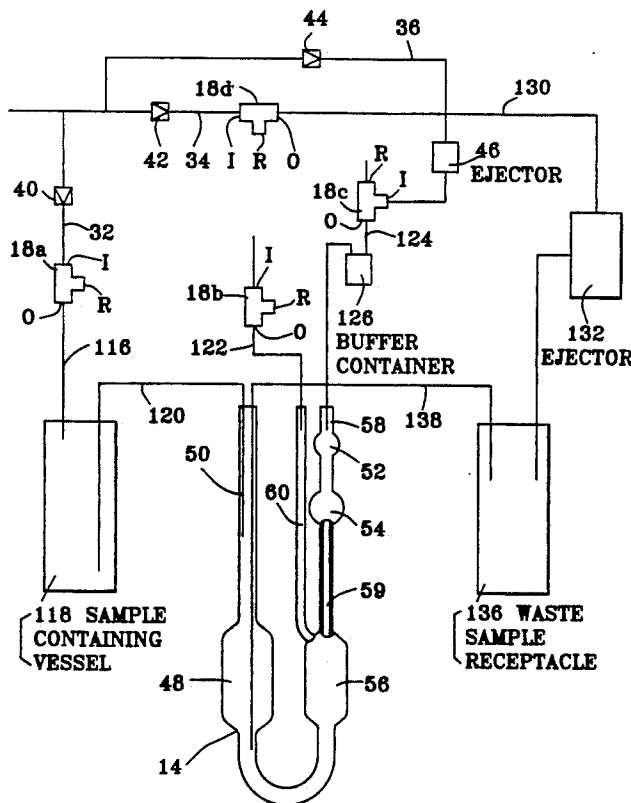 44
36
18d
130
42
34
I
R
O
46
EJECTOR
R
I
18c
O
40
32
18a
I
R
O
124
I
18b
R
O
126
BUFFER
CONTAINER
132
EJECTOR
116
122
120
138
58
50
52
60
54
59
118 SAMPLE
CONTAINING
VESSEL
136 WASTE
SAMPLE
RECEPTACLE
48
56
14